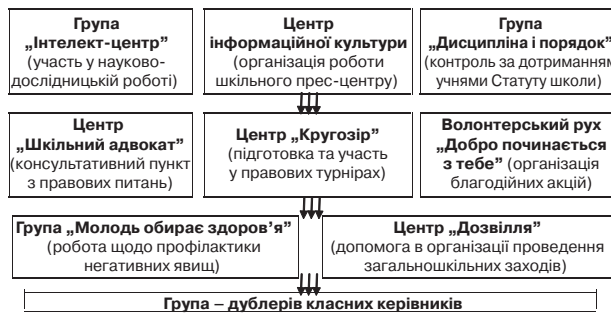 Група
„Інтелект-центр”
(участь у науково-
дослідницькій роботі)
Центр
інформаційної культури
(організація роботи
шкільного прес-центру)
Група
„Дисципліна і порядок”
(контроль за дотриманням
учнями Статуту школи)
Центр
„Шкільний адвокат”
(консультативний пункт
з правових питань)
Центр „Кругозір”
(підготовка та участь
у правових турнірах)
Волонтерський рух
„Добро починається
з тебе” (організація
благодійних акцій)
Група „Молодь обирає здоров’я”
(робота щодо профілактики
негативних явищ)
Центр „Дозвілля”
(допомога в організації проведення
загальношкільних заходів)
Група – дублерів класних керівників